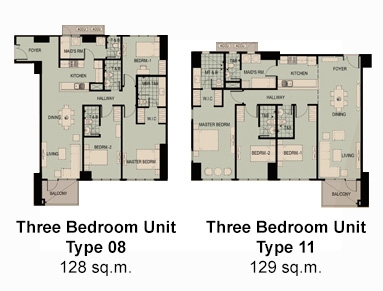 FOYER
MAID'S RM
T&B
BEDRM.-1
KITCHEN
W.I.C.
HALLWAY
DINING
T&B
LIVING
BEDRM.-2
MASTER BEDRM.
BALCONY
Three Bedroom Unit
Type 08
128 sq.m.
T&B
MAID'S RM
KITCHEN
FOYER
W.I.C.
HALLWAY
MASTER BEDRM
T&B
T&B
DINING
BEDRM.-2
BEDRM.-1
LIVING
BALCONY
Three Bedroom Unit
Type 11
129 sq.m.